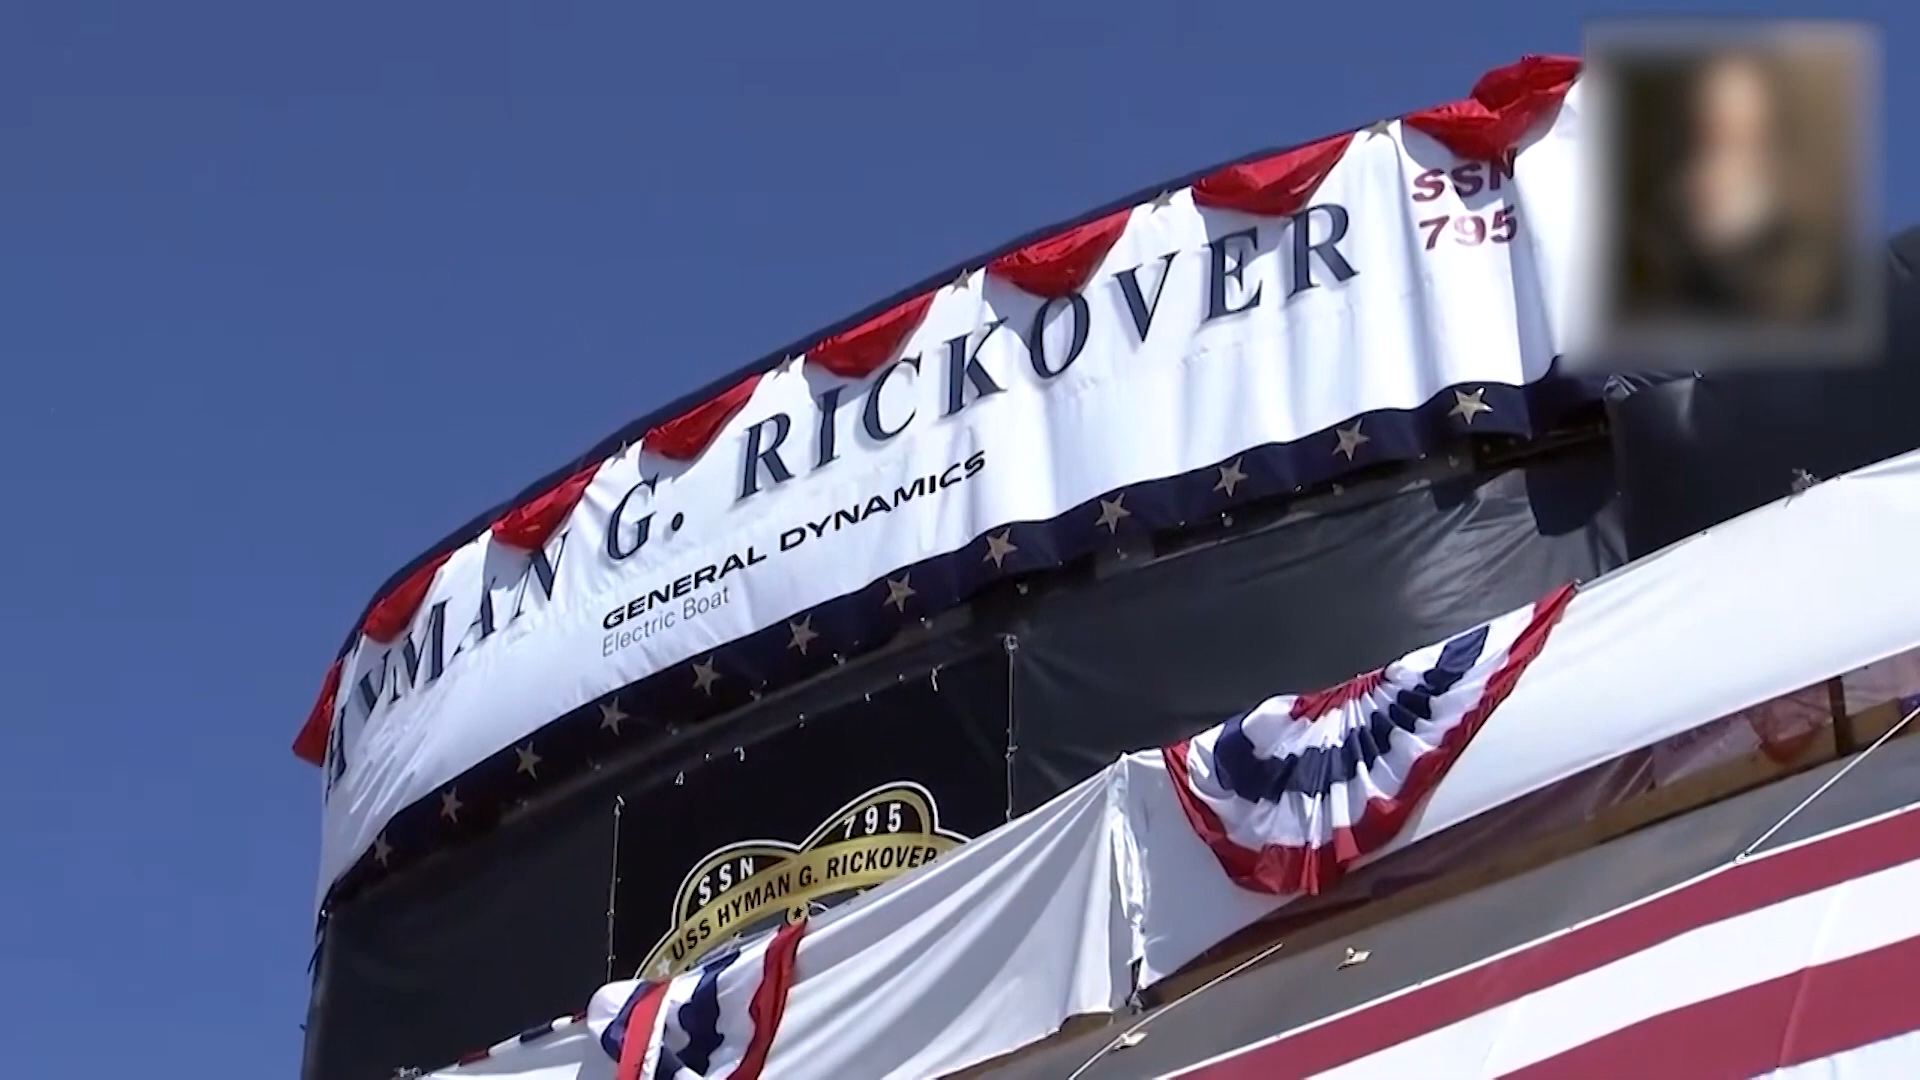 HYMAN G. RICKOVER
SSN
795
GENERAL DYNAMICS
Electric Boat
SSN 795
USS HYMAN G. RICKOVER